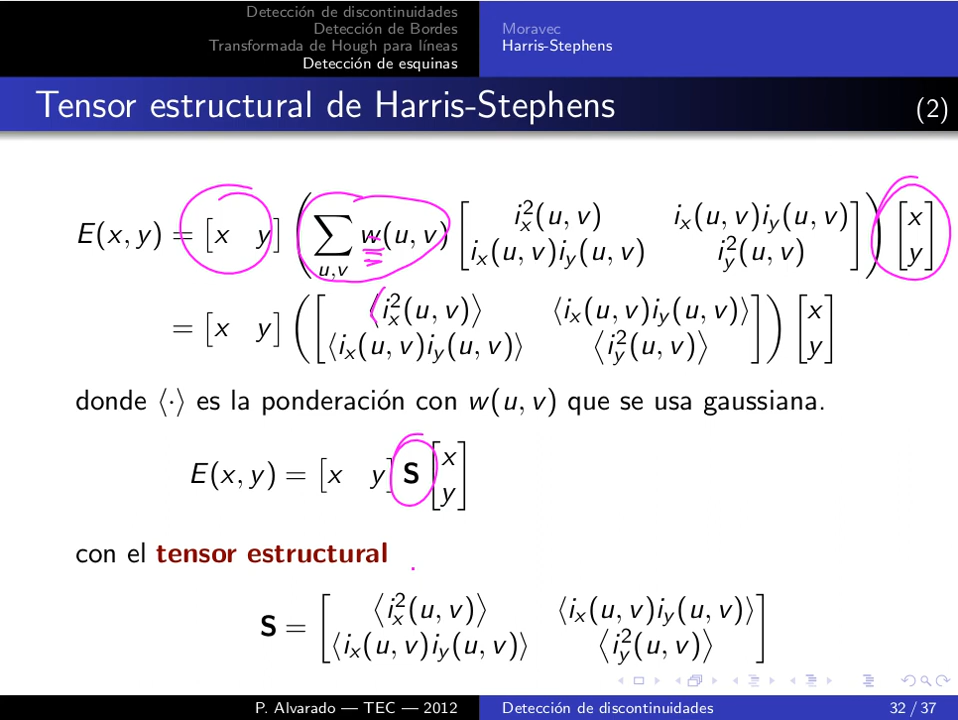 Detección de discontinuidades
Detección de Bordes
Transformada de Hough para líneas
Detección de esquinas
Moravec
Harris-Stephens
Tensor estructural de Harris-Stephens (2)
E(x, y) = [x y] (∑_{u,v} w(u, v) [i_x^2(u, v) i_x(u, v)i_y(u, v); i_x(u, v)i_y(u, v) i_y^2(u, v)]) [x; y]
= [x y] ([⟨i_x^2(u, v)⟩ ⟨i_x(u, v)i_y(u, v)⟩; ⟨i_x(u, v)i_y(u, v)⟩ ⟨i_y^2(u, v)⟩]) [x; y]
donde ⟨·⟩ es la ponderación con w(u, v) que se usa gaussiana.
E(x, y) = [x y] S [x; y]
con el tensor estructural
S = [⟨i_x^2(u, v)⟩ ⟨i_x(u, v)i_y(u, v)⟩; ⟨i_x(u, v)i_y(u, v)⟩ ⟨i_y^2(u, v)⟩]
P. Alvarado — TEC — 2012 Detección de discontinuidades 32 / 37